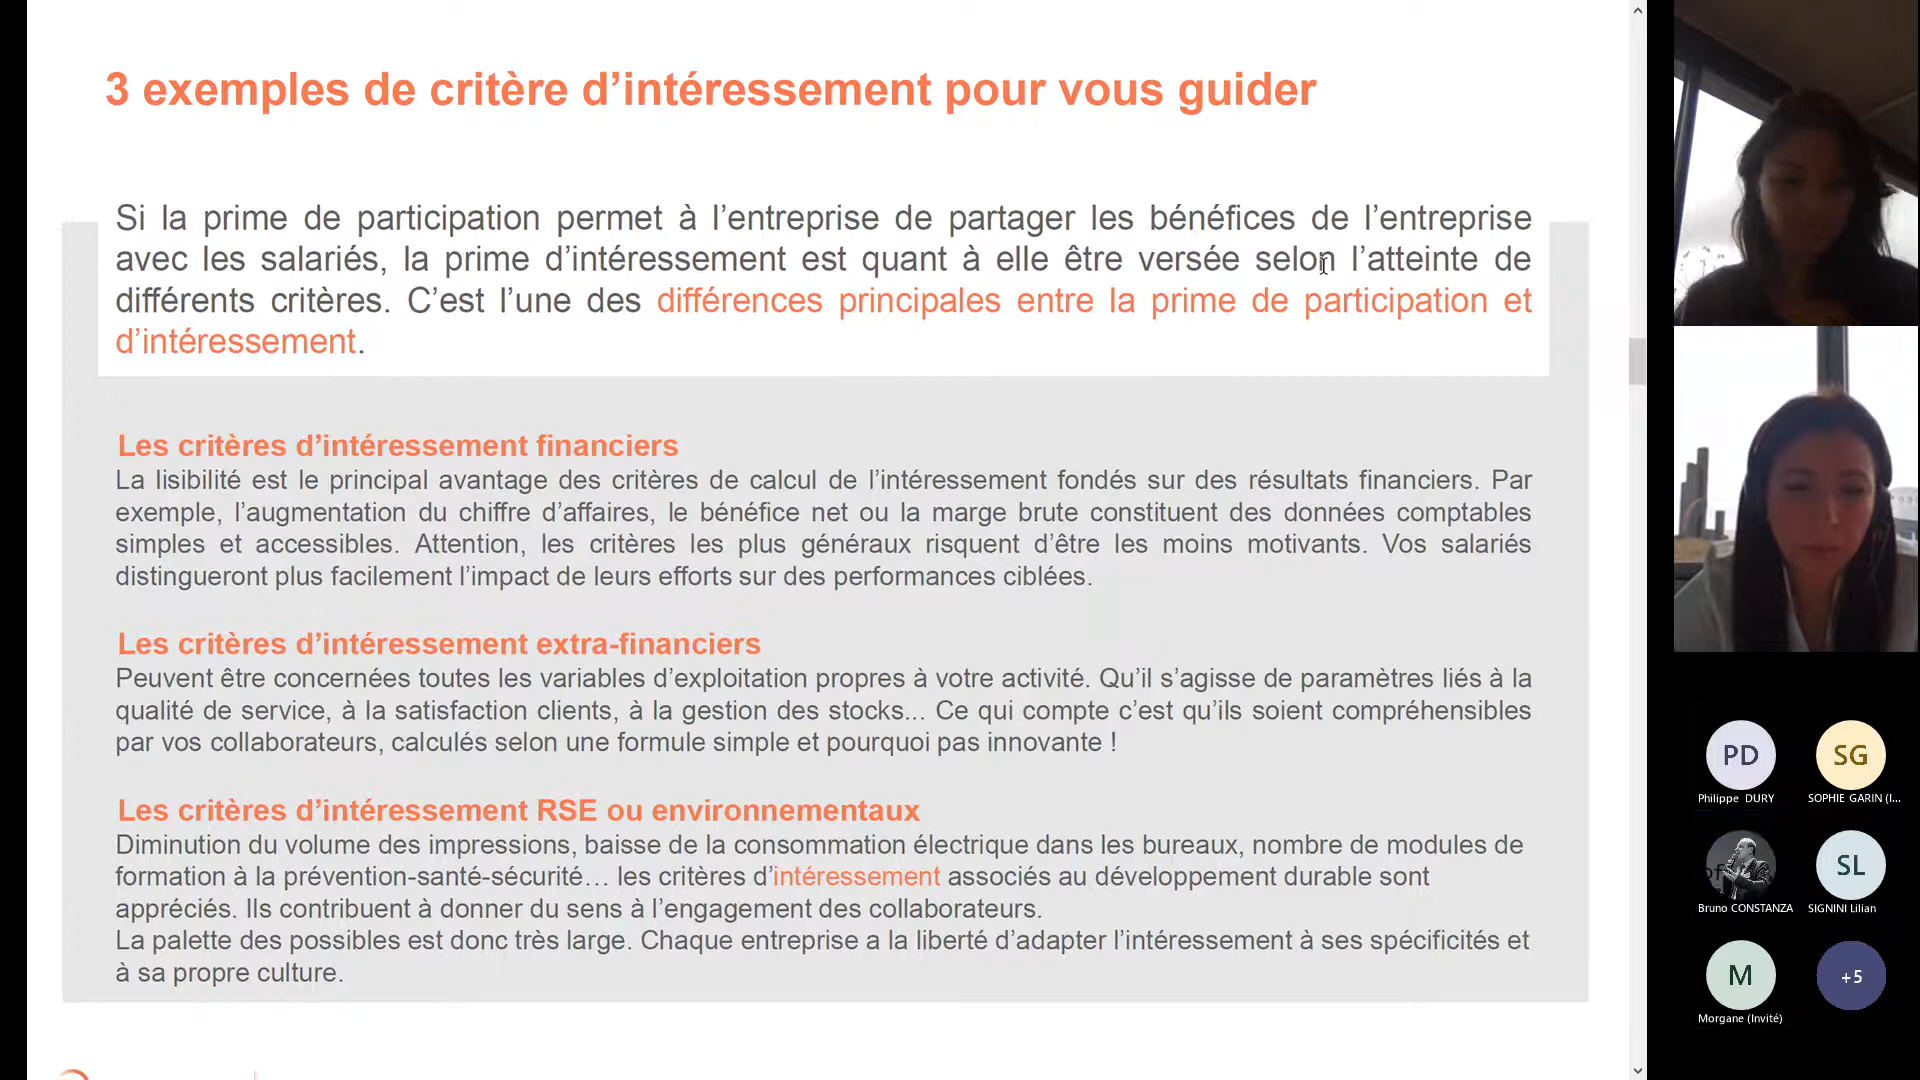 3 exemples de critère d’intéressement pour vous guider
Si la prime de participation permet à l’entreprise de partager les bénéfices de l’entreprise
avec les salariés, la prime d’intéressement est quant à elle être versée selon l’atteinte de
différents critères. C’est l’une des différences principales entre la prime de participation et
d’intéressement.
Les critères d’intéressement financiers
La lisibilité est le principal avantage des critères de calcul de l’intéressement fondés sur des résultats financiers. Par
exemple, l’augmentation du chiffre d’affaires, le bénéfice net ou la marge brute constituent des données comptables
simples et accessibles. Attention, les critères les plus généraux risquent d’être les moins motivants. Vos salariés
distingueront plus facilement l’impact de leurs efforts sur des performances ciblées.
Les critères d’intéressement extra-financiers
Peuvent être concernées toutes les variables d’exploitation propres à votre activité. Qu’il s’agisse de paramètres liés à la
qualité de service, à la satisfaction clients, à la gestion des stocks... Ce qui compte c’est qu’ils soient compréhensibles
par vos collaborateurs, calculés selon une formule simple et pourquoi pas innovante !
Les critères d’intéressement RSE ou environnementaux
Diminution du volume des impressions, baisse de la consommation électrique dans les bureaux, nombre de modules de
formation à la prévention-santé-sécurité… les critères d’intéressement associés au développement durable sont
appréciés. Ils contribuent à donner du sens à l’engagement des collaborateurs.
La palette des possibles est donc très large. Chaque entreprise a la liberté d’adapter l’intéressement à ses spécificités et
à sa propre culture.
PD
SG
Philippe DURY
SOPHIE GARIN (I...
SL
Bruno CONSTANZA
SIGNINI Lilian
M
+5
Morgane (Invité)